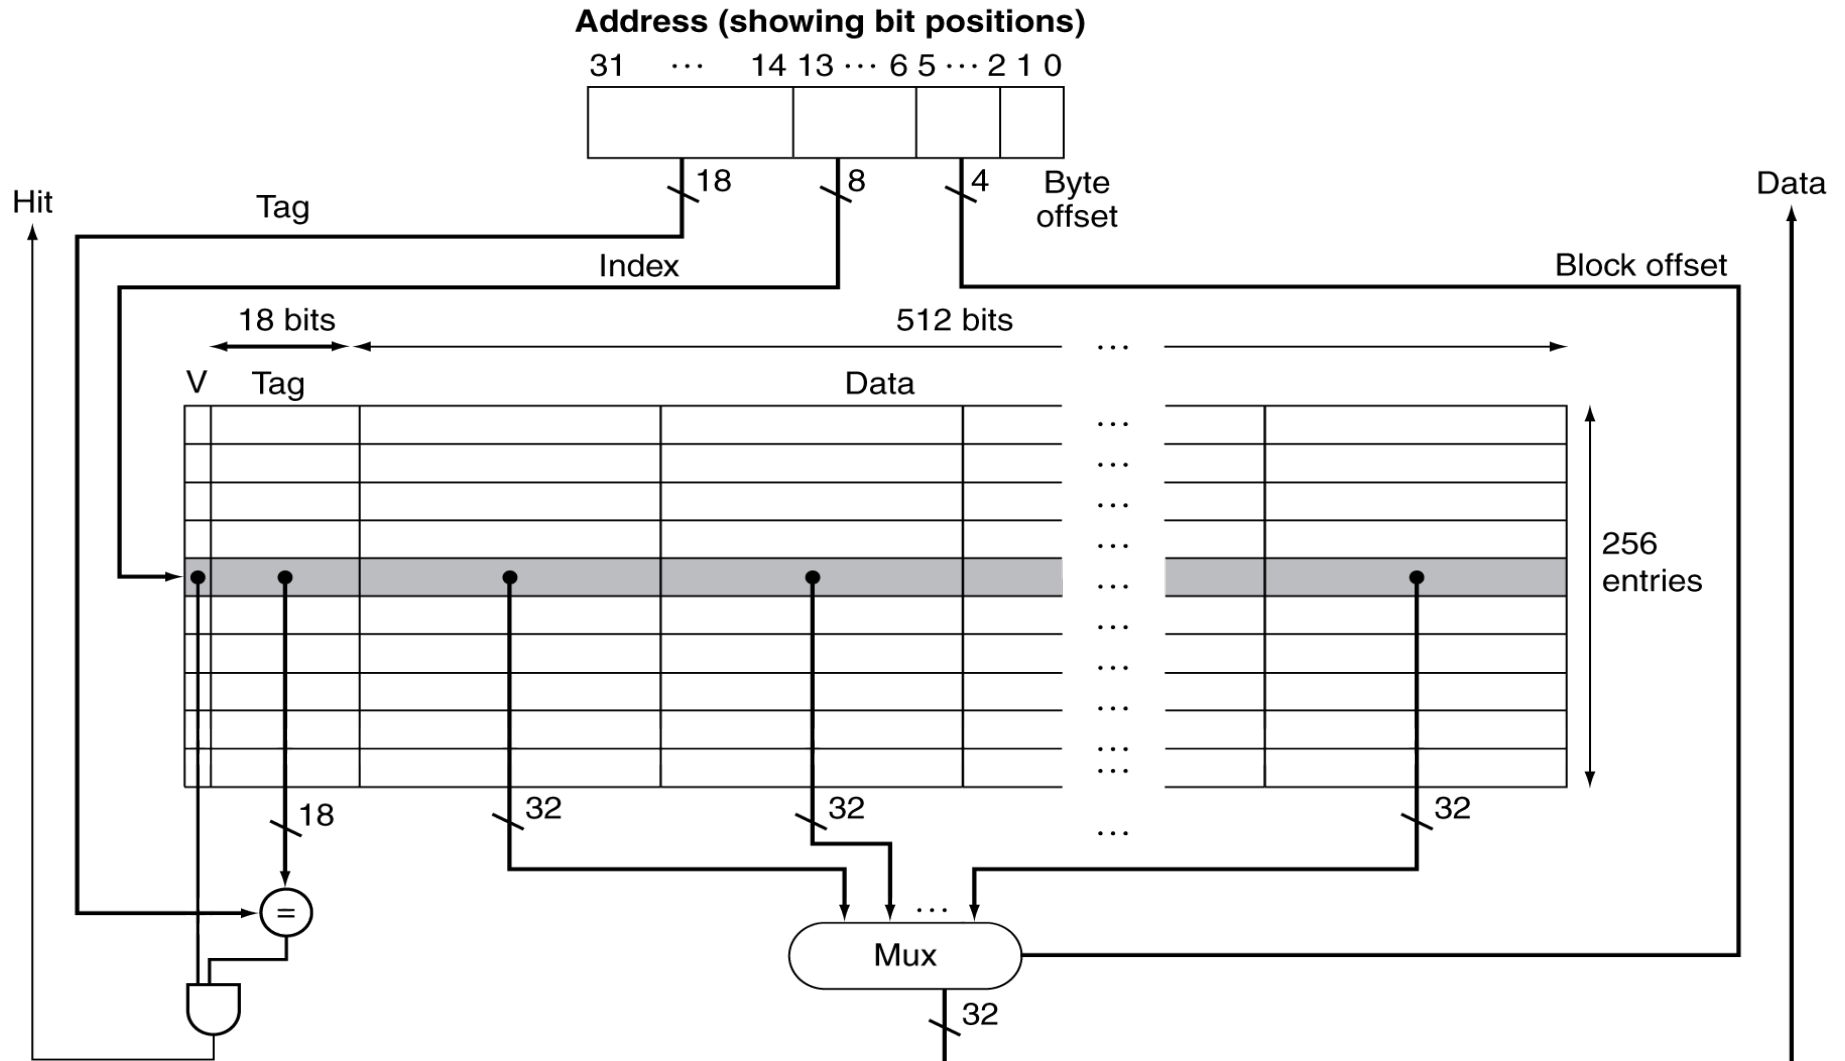 Address (showing bit positions)
31 ... 14 13 ... 6 5 ... 2 1 0
18
8
4
Byte
offset
Hit
Tag
Data
Index
Block offset
18 bits
512 bits
...
V
Tag
Data
...
...
...
...
...
...
...
...
...
...
256
entries
18
32
32
...
32
=
...
Mux
32